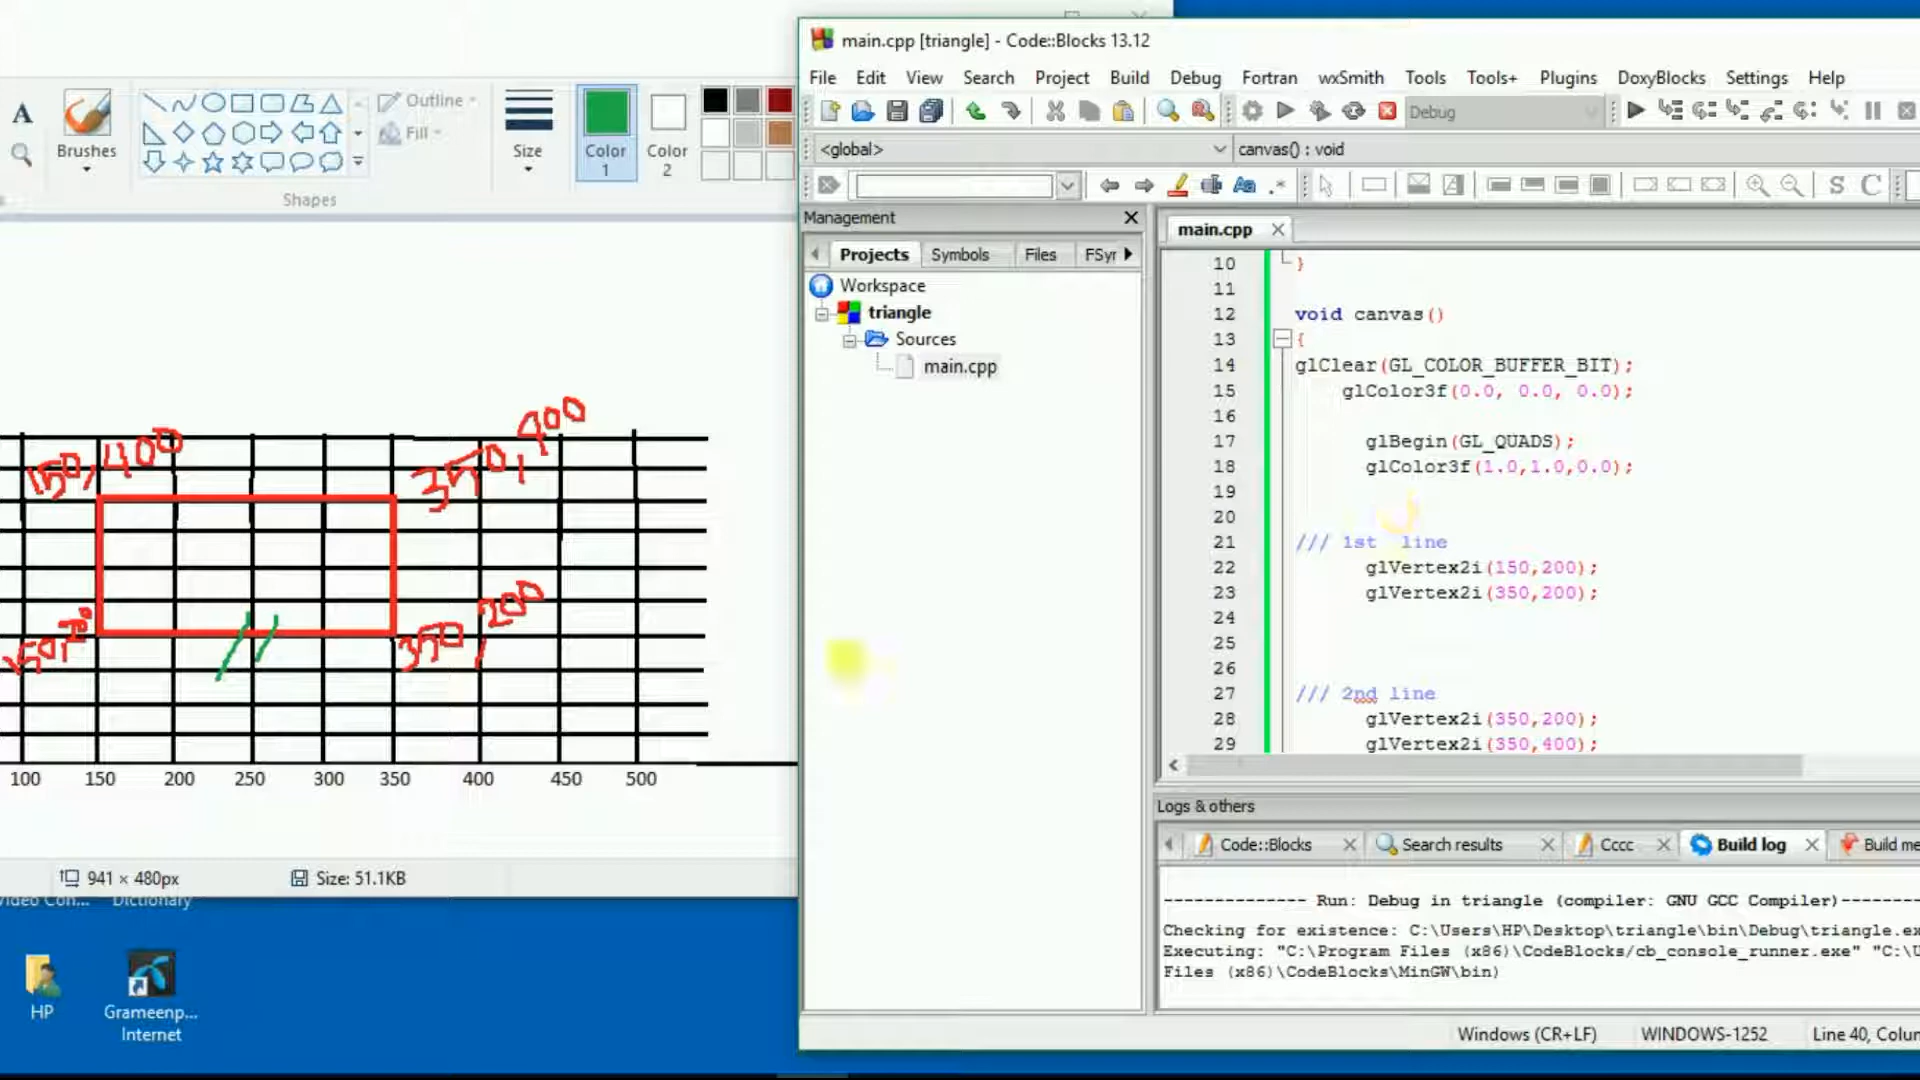 A
Brushes
Outline
Fill
Shapes
Size
Color
1
Color
2
150,400
350,400
350,200
100 150 200 250 300 350 400 450 500
941 × 480px
Size: 51.1KB
Dictionary
HP
Grameenp...
Internet
main.cpp [triangle] - Code::Blocks 13.12
File Edit View Search Project Build Debug Fortran wxSmith Tools Tools+ Plugins DoxyBlocks Settings Help
Debug
<global>
canvas() : void
S C
Management
Projects Symbols Files FSyr
Workspace
triangle
Sources
main.cpp
main.cpp
10 }
11
12 void canvas()
13 {
14 glClear(GL_COLOR_BUFFER_BIT);
15 glColor3f(0.0, 0.0, 0.0);
16
17 glBegin(GL_QUADS);
18 glColor3f(1.0,1.0,0.0);
19
20
21 /// 1st line
22 glVertex2i(150,200);
23 glVertex2i(350,200);
24
25
26
27 /// 2nd line
28 glVertex2i(350,200);
29 glVertex2i(350,400);
Logs & others
Code::Blocks Search results Cccc Build log Build me
-------------- Run: Debug in triangle (compiler: GNU GCC Compiler)--------
Checking for existence: C:\Users\HP\Desktop\triangle\bin\Debug\triangle.ex
Executing: "C:\Program Files (x86)\CodeBlocks/cb_console_runner.exe" "C:\U
Files (x86)\CodeBlocks\MinGW\bin)
Windows (CR+LF) WINDOWS-1252 Line 40, Colu